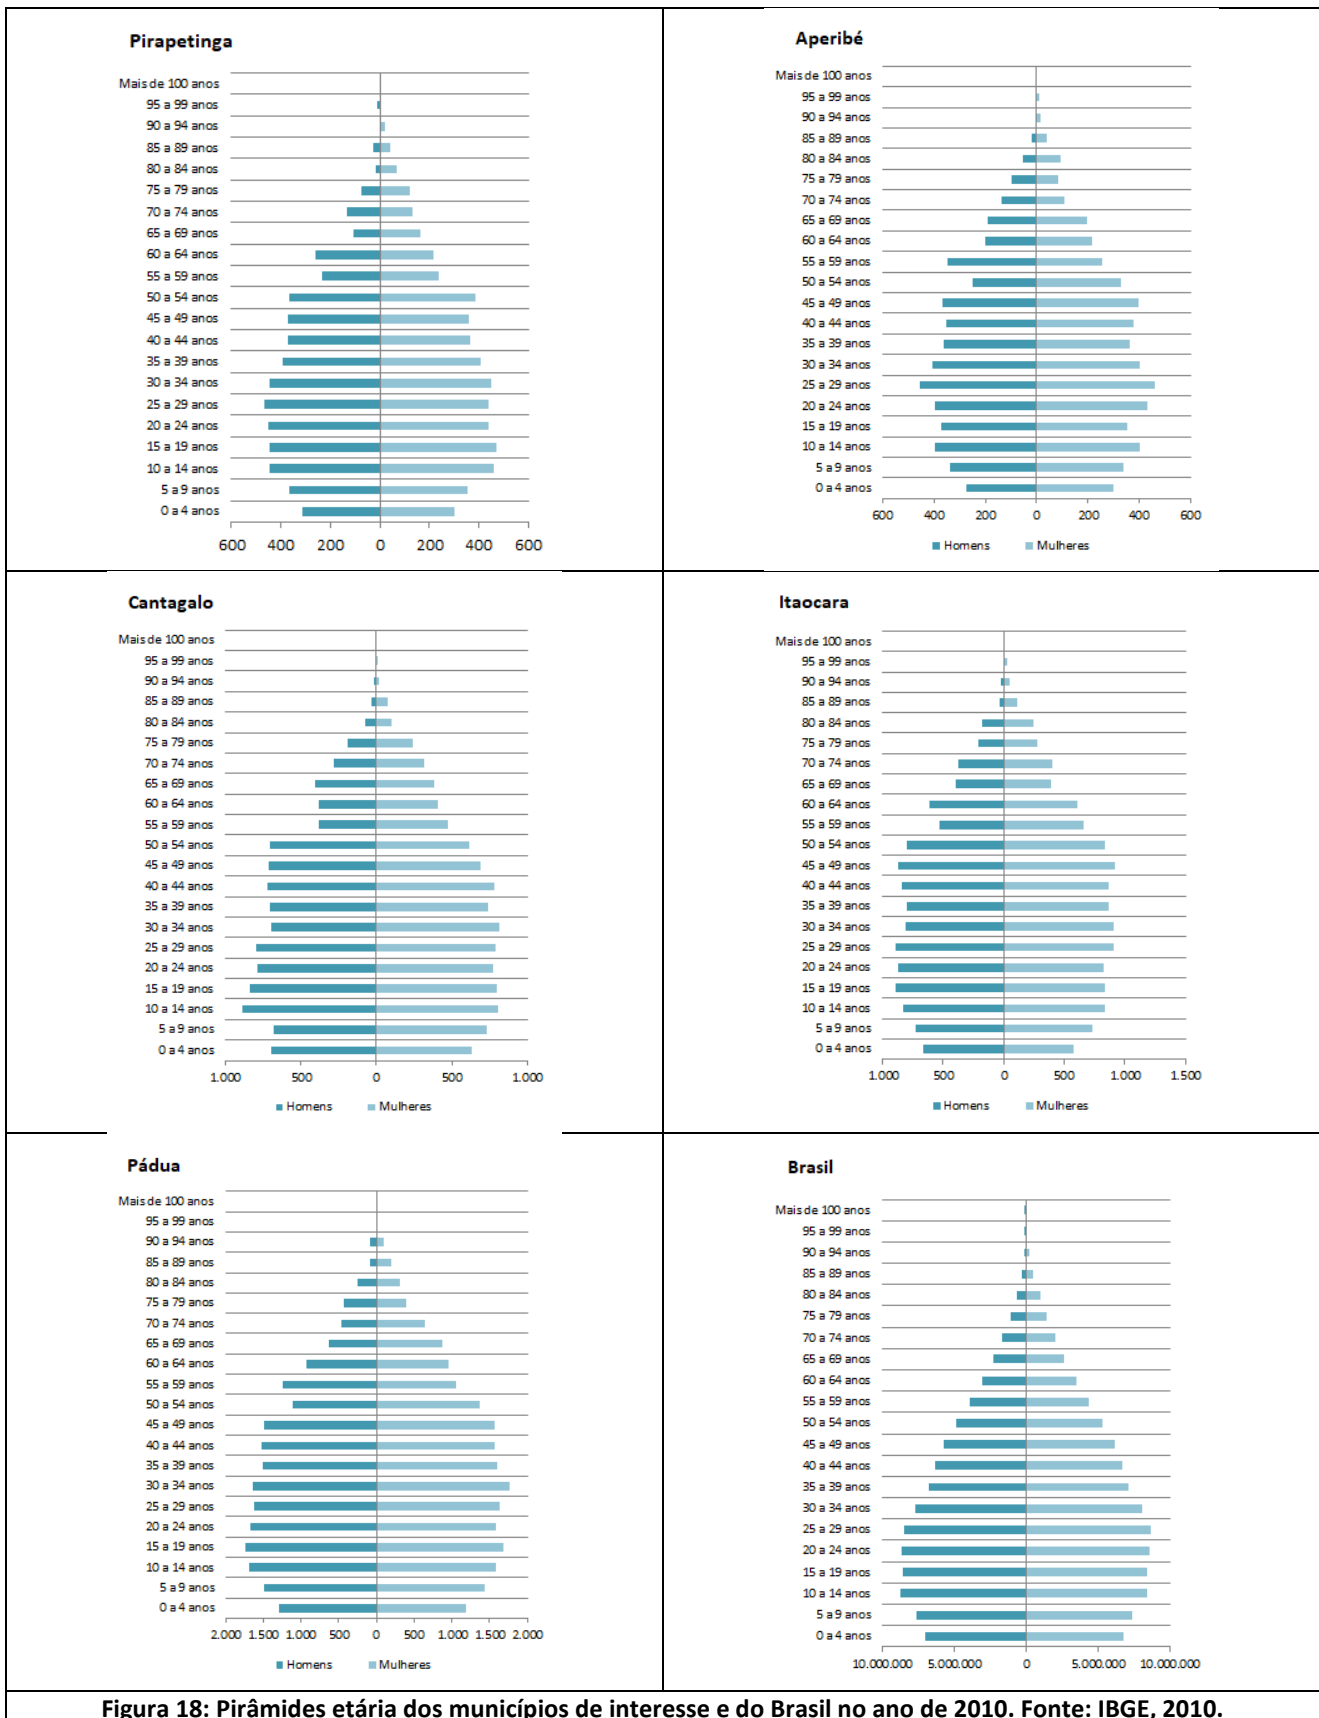 Pirapetinga
Mais de 100 anos
95 a 99 anos
90 a 94 anos
85 a 89 anos
80 a 84 anos
75 a 79 anos
70 a 74 anos
65 a 69 anos
60 a 64 anos
55 a 59 anos
50 a 54 anos
45 a 49 anos
40 a 44 anos
35 a 39 anos
30 a 34 anos
25 a 29 anos
20 a 24 anos
15 a 19 anos
10 a 14 anos
5 a 9 anos
0 a 4 anos
600 400 200 0 200 400 600
Aperibé
Mais de 100 anos
95 a 99 anos
90 a 94 anos
85 a 89 anos
80 a 84 anos
75 a 79 anos
70 a 74 anos
65 a 69 anos
60 a 64 anos
55 a 59 anos
50 a 54 anos
45 a 49 anos
40 a 44 anos
35 a 39 anos
30 a 34 anos
25 a 29 anos
20 a 24 anos
15 a 19 anos
10 a 14 anos
5 a 9 anos
0 a 4 anos
600 400 200 0 200 400 600
Homens Mulheres
Cantagalo
Mais de 100 anos
95 a 99 anos
90 a 94 anos
85 a 89 anos
80 a 84 anos
75 a 79 anos
70 a 74 anos
65 a 69 anos
60 a 64 anos
55 a 59 anos
50 a 54 anos
45 a 49 anos
40 a 44 anos
35 a 39 anos
30 a 34 anos
25 a 29 anos
20 a 24 anos
15 a 19 anos
10 a 14 anos
5 a 9 anos
0 a 4 anos
1.000 500 0 500 1.000
Homens Mulheres
Itaocara
Mais de 100 anos
95 a 99 anos
90 a 94 anos
85 a 89 anos
80 a 84 anos
75 a 79 anos
70 a 74 anos
65 a 69 anos
60 a 64 anos
55 a 59 anos
50 a 54 anos
45 a 49 anos
40 a 44 anos
35 a 39 anos
30 a 34 anos
25 a 29 anos
20 a 24 anos
15 a 19 anos
10 a 14 anos
5 a 9 anos
0 a 4 anos
1.000 500 0 500 1.000 1.500
Homens Mulheres
Pádua
Mais de 100 anos
95 a 99 anos
90 a 94 anos
85 a 89 anos
80 a 84 anos
75 a 79 anos
70 a 74 anos
65 a 69 anos
60 a 64 anos
55 a 59 anos
50 a 54 anos
45 a 49 anos
40 a 44 anos
35 a 39 anos
30 a 34 anos
25 a 29 anos
20 a 24 anos
15 a 19 anos
10 a 14 anos
5 a 9 anos
0 a 4 anos
2.000 1.500 1.000 500 0 500 1.000 1.500 2.000
Homens Mulheres
Brasil
Mais de 100 anos
95 a 99 anos
90 a 94 anos
85 a 89 anos
80 a 84 anos
75 a 79 anos
70 a 74 anos
65 a 69 anos
60 a 64 anos
55 a 59 anos
50 a 54 anos
45 a 49 anos
40 a 44 anos
35 a 39 anos
30 a 34 anos
25 a 29 anos
20 a 24 anos
15 a 19 anos
10 a 14 anos
5 a 9 anos
0 a 4 anos
10.000.000 5.000.000 0 5.000.000 10.000.000
Homens Mulheres
Figura 18: Pirâmides etária dos municípios de interesse e do Brasil no ano de 2010. Fonte: IBGE, 2010.